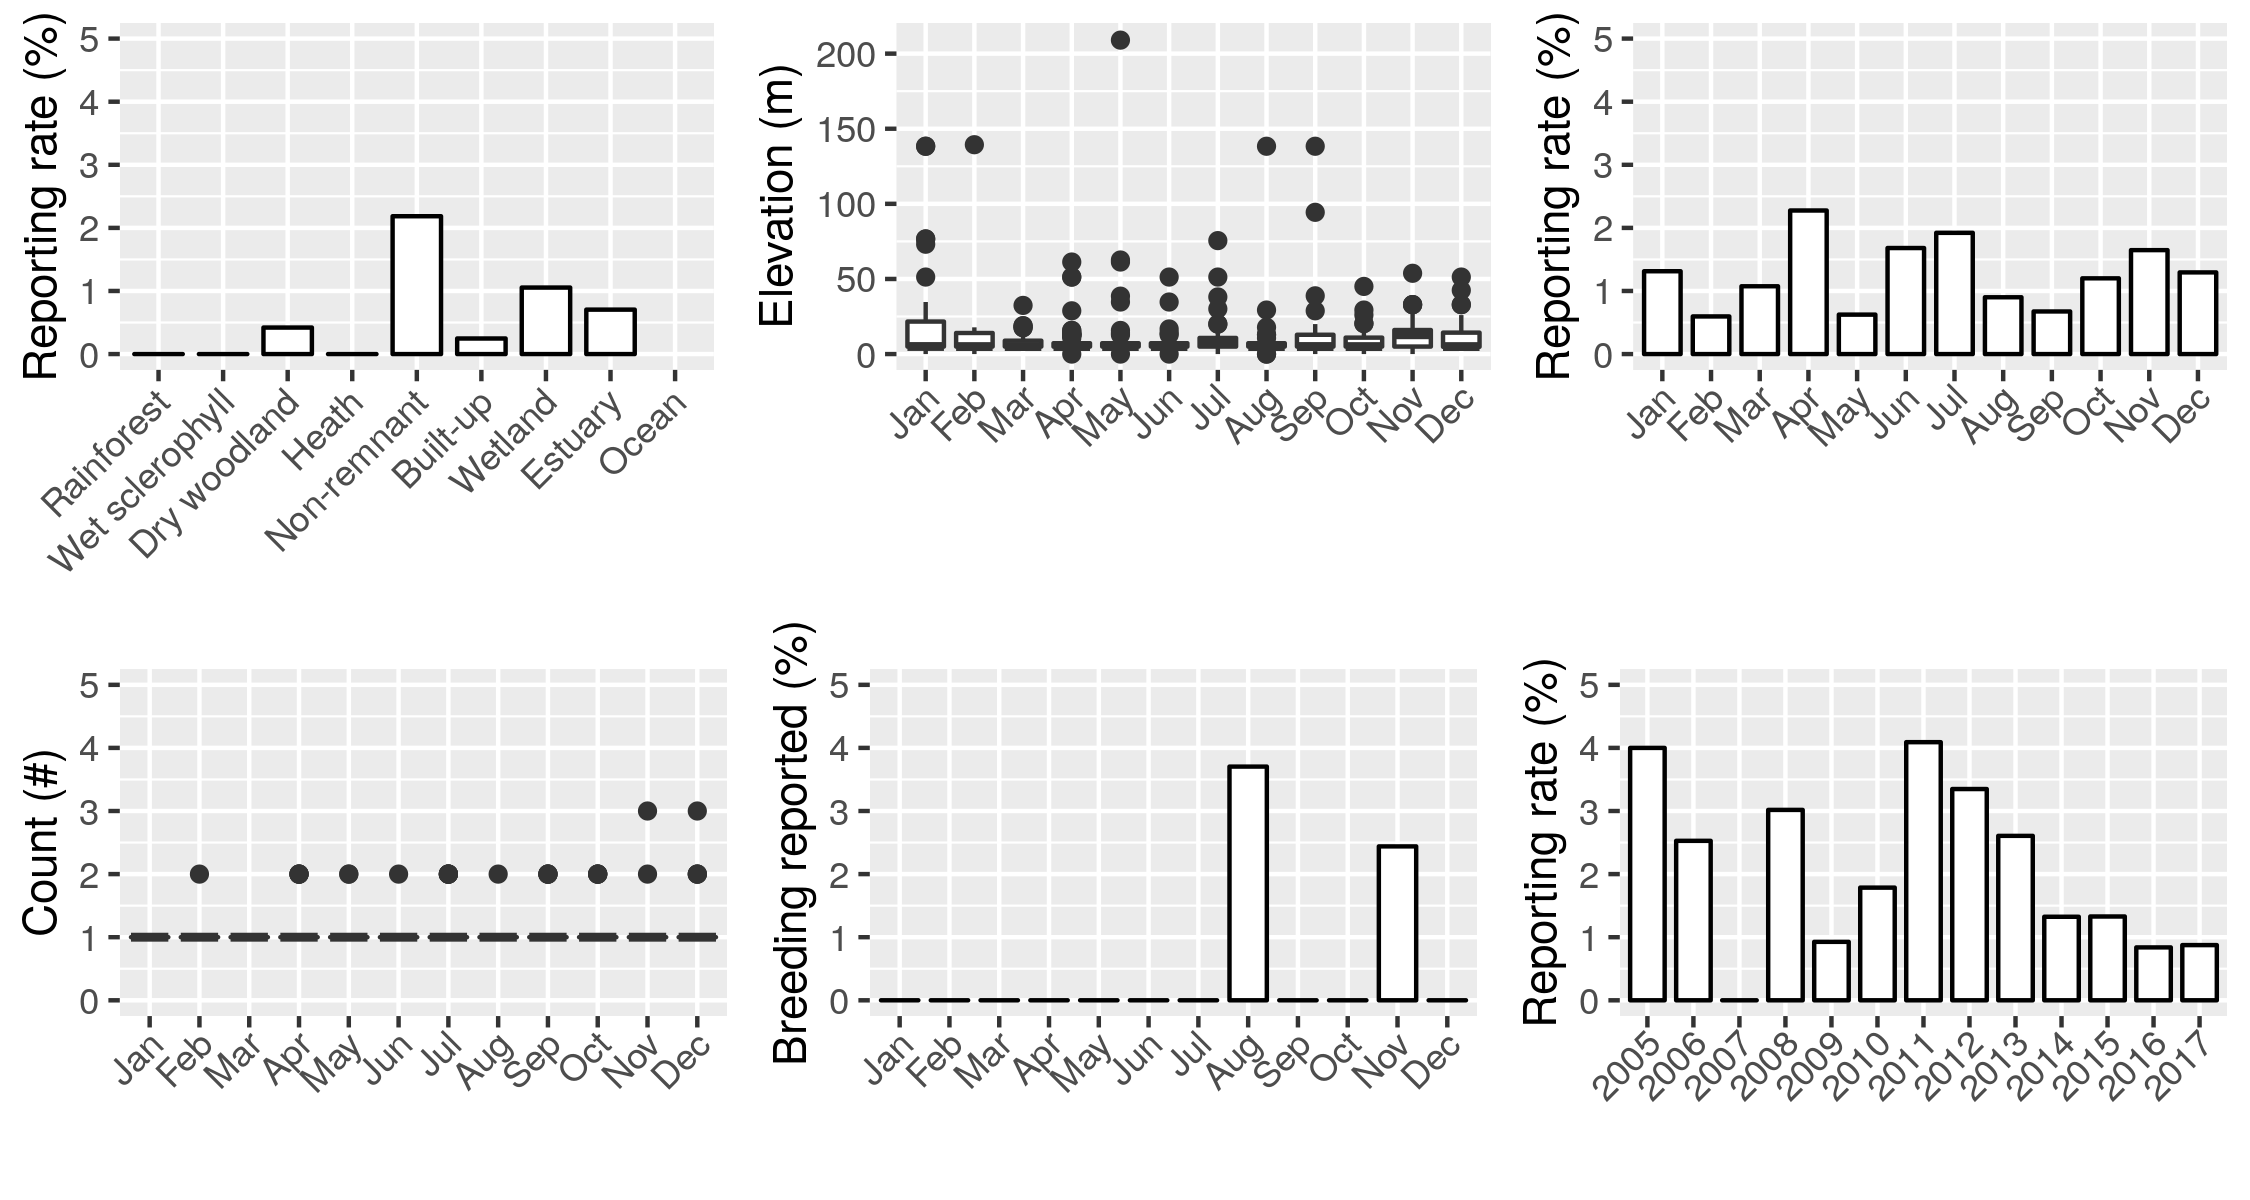 Reporting rate (%)
5
4
3
2
1
0
Rainforest
Wet sclerophyll
Dry woodland
Heath
Non-remnant
Built-up
Wetland
Estuary
Ocean
Elevation (m)
200
150
100
50
0
Jan
Feb
Mar
Apr
May
Jun
Jul
Aug
Sep
Oct
Nov
Dec
Reporting rate (%)
5
4
3
2
1
0
Jan
Feb
Mar
Apr
May
Jun
Jul
Aug
Sep
Oct
Nov
Dec
Count (#)
5
4
3
2
1
0
Jan
Feb
Mar
Apr
May
Jun
Jul
Aug
Sep
Oct
Nov
Dec
Breeding reported (%)
5
4
3
2
1
0
Jan
Feb
Mar
Apr
May
Jun
Jul
Aug
Sep
Oct
Nov
Dec
Reporting rate (%)
5
4
3
2
1
0
2005
2006
2007
2008
2009
2010
2011
2012
2013
2014
2015
2016
2017